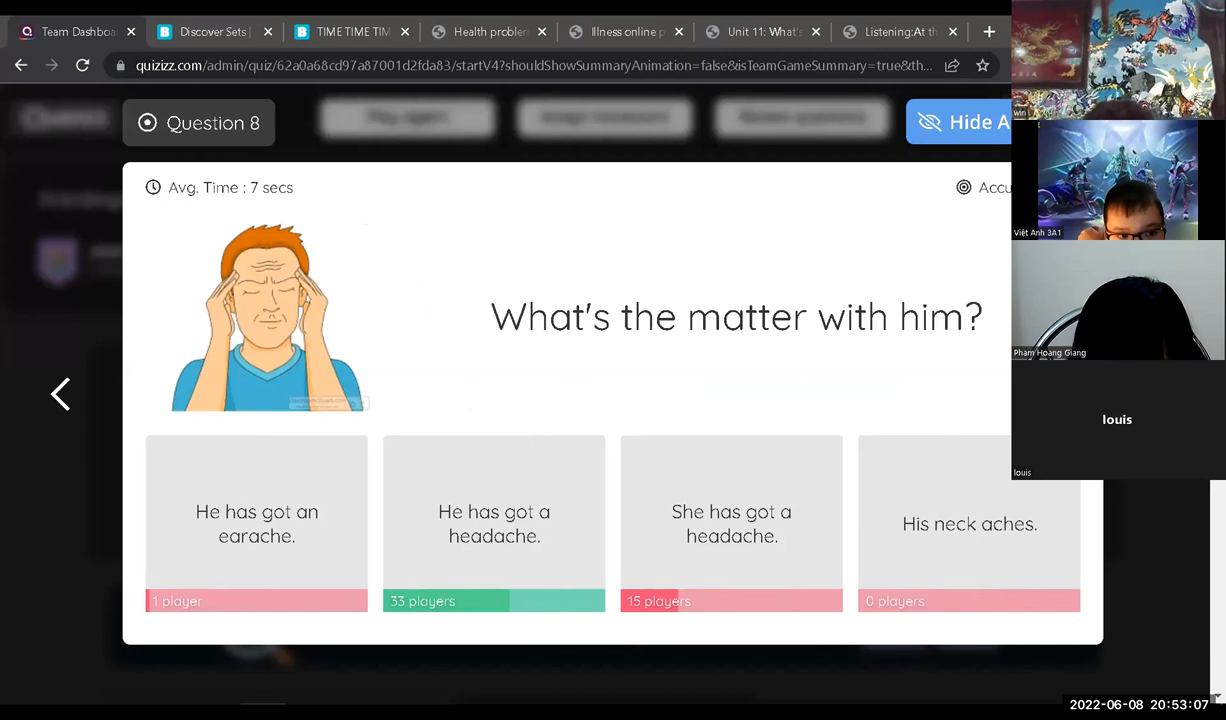 Team Dashboa
Discover Sets |
TIME TIME TIM
Health problem
Illness online p
Unit 11: What's
Listening:At th
quizizz.com/admin/quiz/62a0a68cd97a87001d2fda83/startV4?shouldShowSummaryAnimation=false&isTeamGameSummary=true&th...
Question 8
Hide A
Avg. Time : 7 secs
Accu
What's the matter with him?
He has got an
earache.
1 player
He has got a
headache.
33 players
She has got a
headache.
15 players
His neck aches.
0 players
win
Việt Anh 3A1
Pham Hoang Giang
louis
louis
2022-06-08 20:53:07